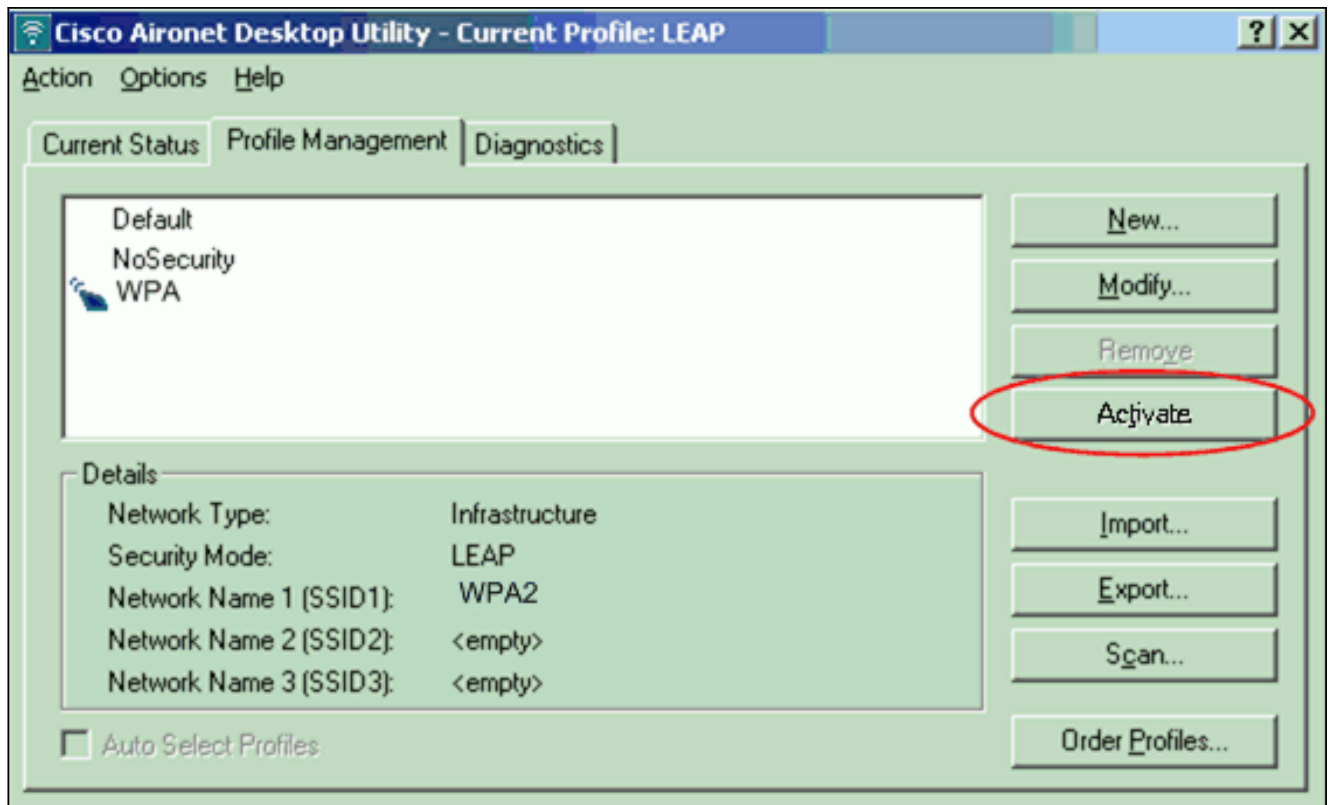 Cisco Aironet Desktop Utility - Current Profile: LEAP
? X
Action Options Help
Current Status Profile Management Diagnostics
Default
NoSecurity
WPA
New...
Modify...
Remove
Activate
Details
Network Type: Infrastructure
Security Mode: LEAP
Network Name 1 (SSID1): WPA2
Network Name 2 (SSID2): <empty>
Network Name 3 (SSID3): <empty>
Auto Select Profiles
Import...
Export...
Scan...
Order Profiles...